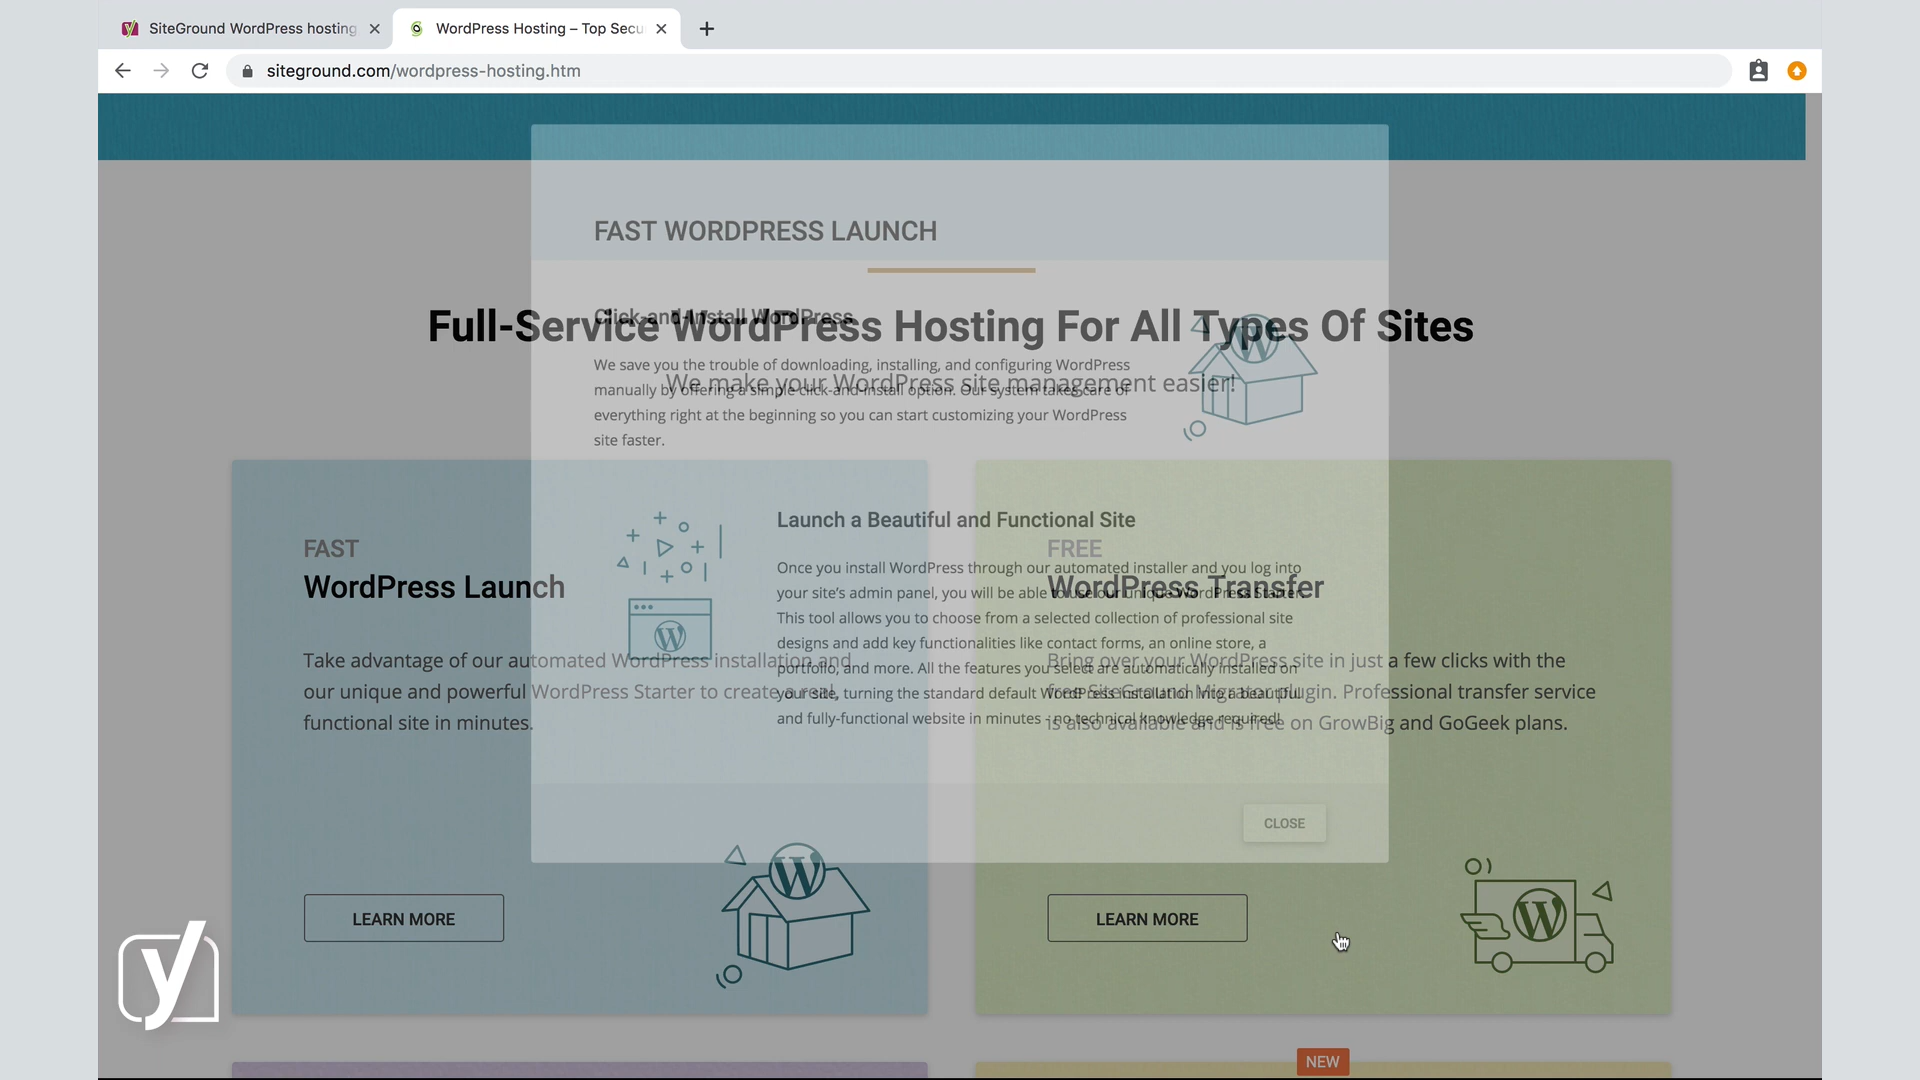 SiteGround WordPress hosting
WordPress Hosting – Top Secu
siteground.com/wordpress-hosting.htm
FAST WORDPRESS LAUNCH
Click-and-Install WordPress
Full-Service WordPress Hosting For All Types Of Sites
We save you the trouble of downloading, installing, and configuring WordPress
We make your WordPress site management easier!
manually by offering a simple click-and-install option. Our system takes care of
everything right at the beginning so you can start customizing your WordPress
site faster.
FAST
WordPress Launch
Take advantage of our automated WordPress installation and
our unique and powerful WordPress Starter to create a real,
functional site in minutes.
LEARN MORE
Launch a Beautiful and Functional Site
Once you install WordPress through our automated installer and you log into
your site’s admin panel, you will be able to use our unique WordPress Starter.
This tool allows you to choose from a selected collection of professional site
designs and add key functionalities like contact forms, an online store, a
portfolio, and more. All the features you select are automatically installed on
your site, turning the standard default WordPress installation into a beautiful
and fully-functional website in minutes - no technical knowledge required!
CLOSE
FREE
WordPress Transfer
Bring over your WordPress site in just a few clicks with the
free SiteGround Migrator plugin. Professional transfer service
is also available and is free on GrowBig and GoGeek plans.
LEARN MORE
NEW
y